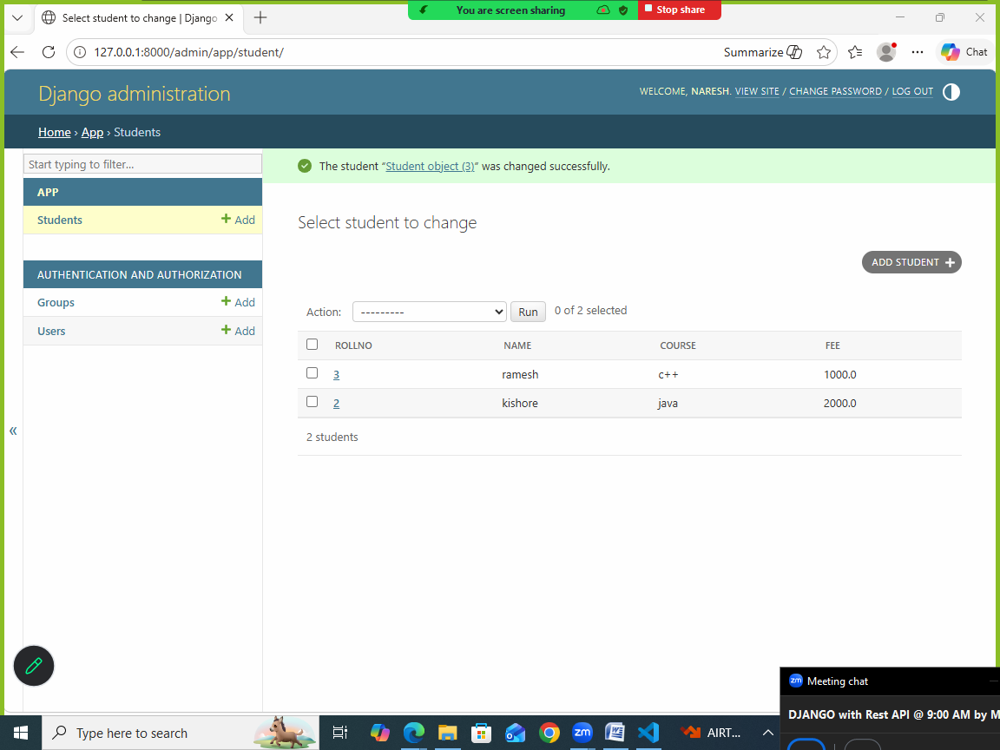 Select student to change | Django
You are screen sharing
Stop share
127.0.0.1:8000/admin/app/student/
Summarize
Chat
Django administration
WELCOME, NARESH. VIEW SITE / CHANGE PASSWORD / LOG OUT
Home › App › Students
Start typing to filter...
The student “Student object (3)” was changed successfully.
APP
Students
+ Add
Select student to change
ADD STUDENT +
AUTHENTICATION AND AUTHORIZATION
Groups
+ Add
Users
+ Add
Action: --------- Run 0 of 2 selected
ROLLNO NAME COURSE FEE
3 ramesh c++ 1000.0
2 kishore java 2000.0
2 students
«
zm Meeting chat
DJANGO with Rest API @ 9:00 AM by M
Type here to search
zm
AIRT...